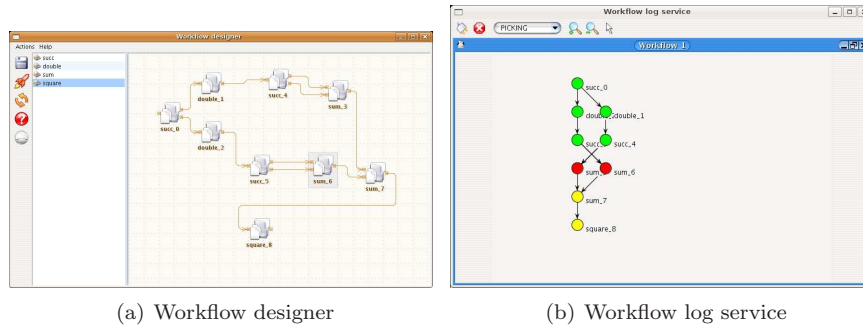 Workflow designer
Actions Help
succ
double
sum
square
succ_0
double_1
double_2
succ_4
sum_3
succ_5
sum_6
sum_7
square_8
(a) Workflow designer
Workflow log service
PICKING
Workflow_1
succ_0
double_1
succ_4
sum_6
sum_7
square_8
(b) Workflow log service